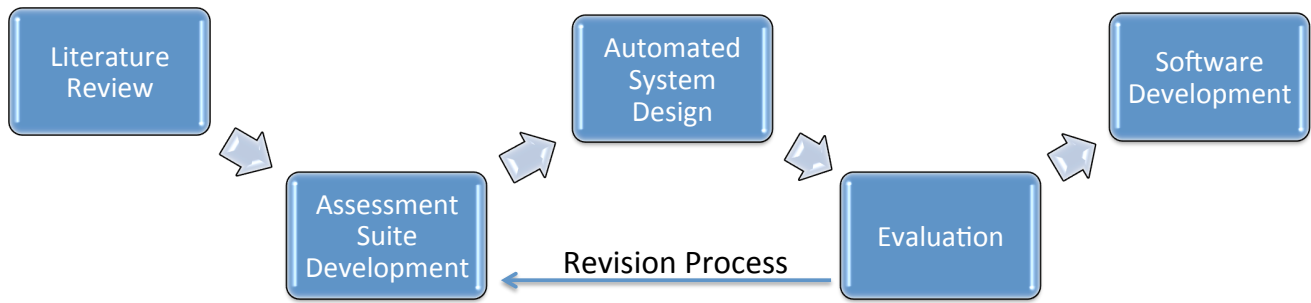 Literature
Review
Assessment
Suite
Development
Automated
System
Design
Evaluation
Software
Development
Revision Process